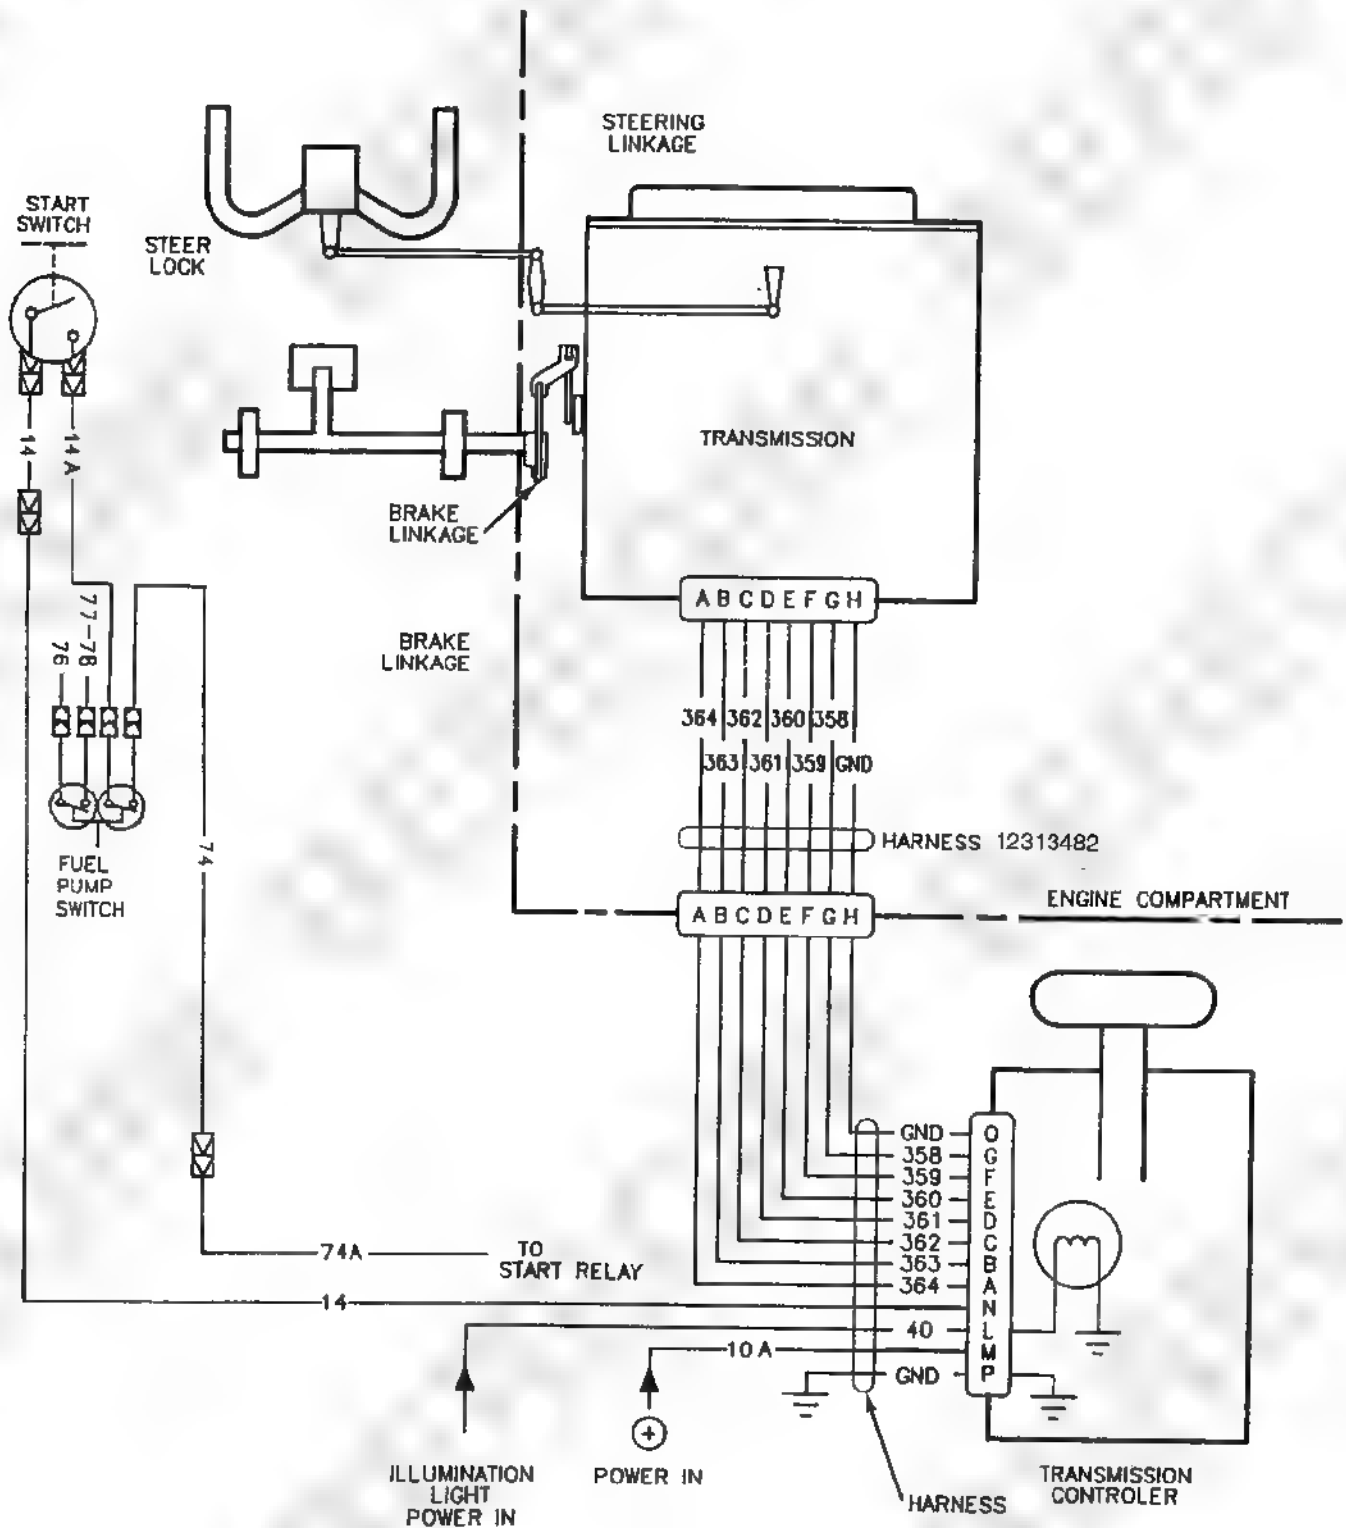 STEERING
LINKAGE
START
SWITCH
STEER
LOCK
TRANSMISSION
14
14A
BRAKE
LINKAGE
77-78
76
A B C D E F G H
BRAKE
LINKAGE
364 362 360 358
363 361 359 GND
74
HARNESS 12313482
FUEL
PUMP
SWITCH
ENGINE COMPARTMENT
A B C D E F G H
GND O
358 G
359 F
360 E
361 D
362 C
363 B
364 A
N
40 L
10A M
GND P
74A
TO
START RELAY
14
ILLUMINATION
LIGHT
POWER IN
POWER IN
HARNESS
TRANSMISSION
CONTROLER